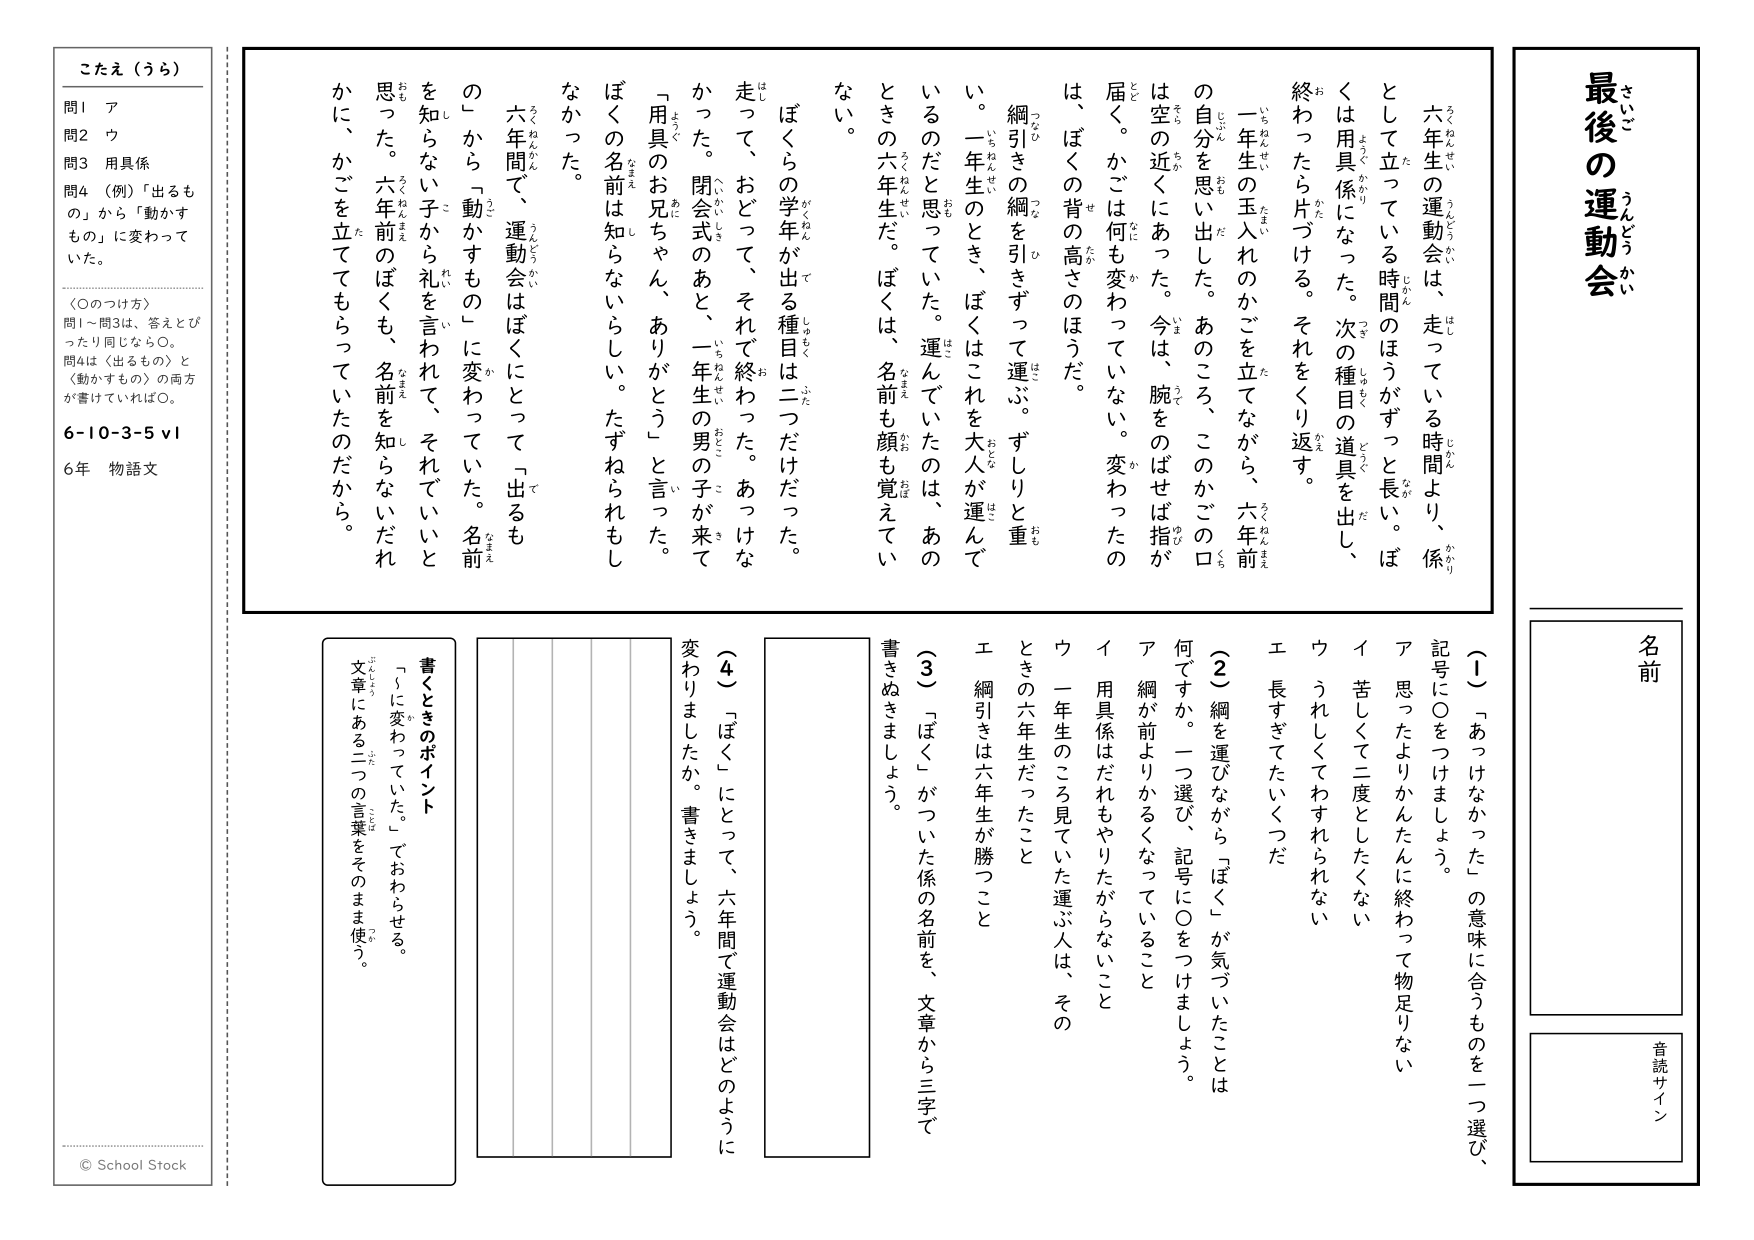 最後の運動会
名前
音読サイン
六年生の運動会は、走っている時間より、係
として立っている時間のほうがずっと長い。ぼ
くは用具係になった。次の種目の道具を出し、
終わったら片づける。それをくり返す。
一年生の玉入れのかごを立てながら、六年前
の自分を思い出した。あのころ、このかごの口
は空の近くにあった。今は、腕をのばせば指が
届く。かごは何も変わっていない。変わったの
は、ぼくの背の高さのほうだ。
綱引きの綱を引きずって運ぶ。ずしりと重
い。一年生のとき、ぼくはこれを大人が運んで
いるのだと思っていた。運んでいたのは、あの
ときの六年生だ。ぼくは、名前も顔も覚えてい
ない。
ぼくらの学年が出る種目は二つだけだった。
走って、おどって、それで終わった。あっけな
かった。閉会式のあと、一年生の男の子が来て
「用具のお兄ちゃん、ありがとう」と言った。
ぼくの名前は知らないらしい。たずねられもし
なかった。
六年間で、運動会はぼくにとって「出るも
の」から「動かすもの」に変わっていた。名前
を知らない子から礼を言われて、それでいいと
思った。六年前のぼくも、名前を知らないだれ
かに、かごを立ててもらっていたのだから。
(1)「あっけなかった」の意味に合うものを一つ選び、
記号に○をつけましょう。
ア 思ったよりかんたんに終わって物足りない
イ 苦しくて二度としたくない
ウ うれしくてわすれられない
エ 長すぎてたいくつだ
(2)綱を運びながら「ぼく」が気づいたことは
何ですか。一つ選び、記号に○をつけましょう。
ア 綱が前よりかるくなっていること
イ 用具係はだれもやりたがらないこと
ウ 一年生のころ見ていた運ぶ人は、その
ときの六年生だったこと
エ 綱引きは六年生が勝つこと
(3)「ぼく」がついた係の名前を、文章から三字で
書きぬきましょう。
(4)「ぼく」にとって、六年間で運動会はどのように
変わりましたか。書きましょう。
書くときのポイント
「～に変わっていた。」でおわらせる。
文章にある二つの言葉をそのまま使う。
こたえ(うら)
問1 ア
問2 ウ
問3 用具係
問4 (例)「出るも
の」から「動かす
もの」に変わって
いた。
〈○のつけ方〉
問1～問3は、答えとぴ
ったり同じなら○。
問4は〈出るもの〉と
〈動かすもの〉の両方
が書けていれば○。
6-10-3-5 v1
6年 物語文
© School Stock